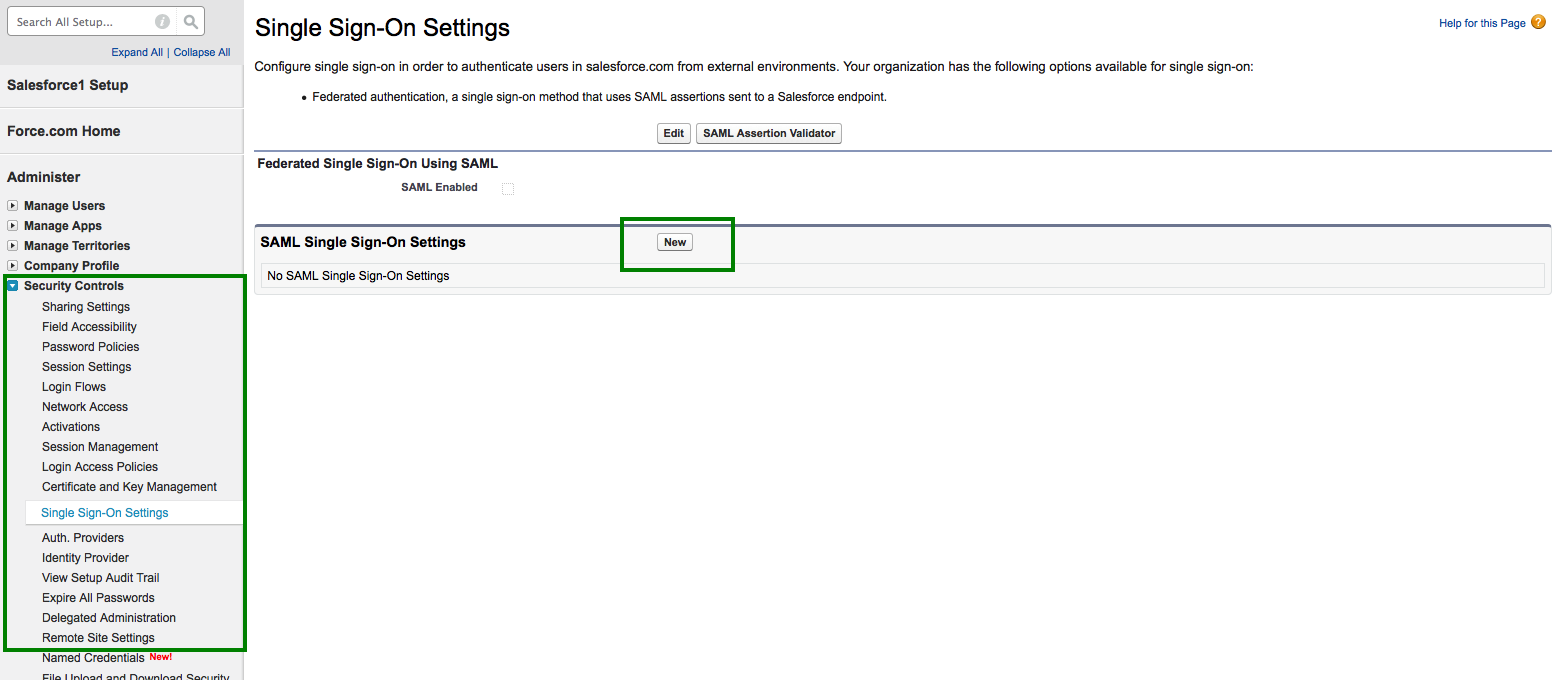 Search All Setup...
Expand All | Collapse All
Salesforce1 Setup
Force.com Home
Administer
Manage Users
Manage Apps
Manage Territories
Company Profile
Security Controls
Sharing Settings
Field Accessibility
Password Policies
Session Settings
Login Flows
Network Access
Activations
Session Management
Login Access Policies
Certificate and Key Management
Single Sign-On Settings
Auth. Providers
Identity Provider
View Setup Audit Trail
Expire All Passwords
Delegated Administration
Remote Site Settings
Named Credentials New!
File Upload and Download Security
Single Sign-On Settings
Help for this Page ?
Configure single sign-on in order to authenticate users in salesforce.com from external environments. Your organization has the following options available for single sign-on:
• Federated authentication, a single sign-on method that uses SAML assertions sent to a Salesforce endpoint.
Edit SAML Assertion Validator
Federated Single Sign-On Using SAML
SAML Enabled
SAML Single Sign-On Settings New
No SAML Single Sign-On Settings